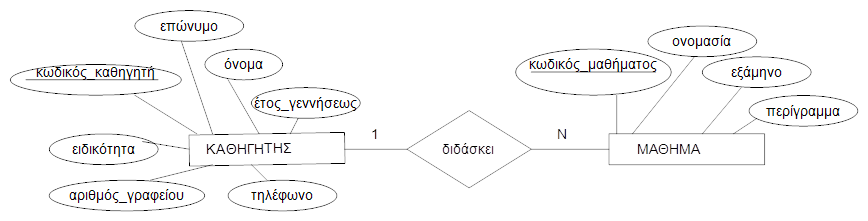 επώνυμο
ονομασία
όνομα
κωδικός_καθηγητή
κωδικός_μαθήματος
εξάμηνο
έτος_γεννήσεως
περίγραμμα
ειδικότητα
ΚΑΘΗΓΗΤΗΣ
1
διδάσκει
N
ΜΑΘΗΜΑ
αριθμός_γραφείου
τηλέφωνο